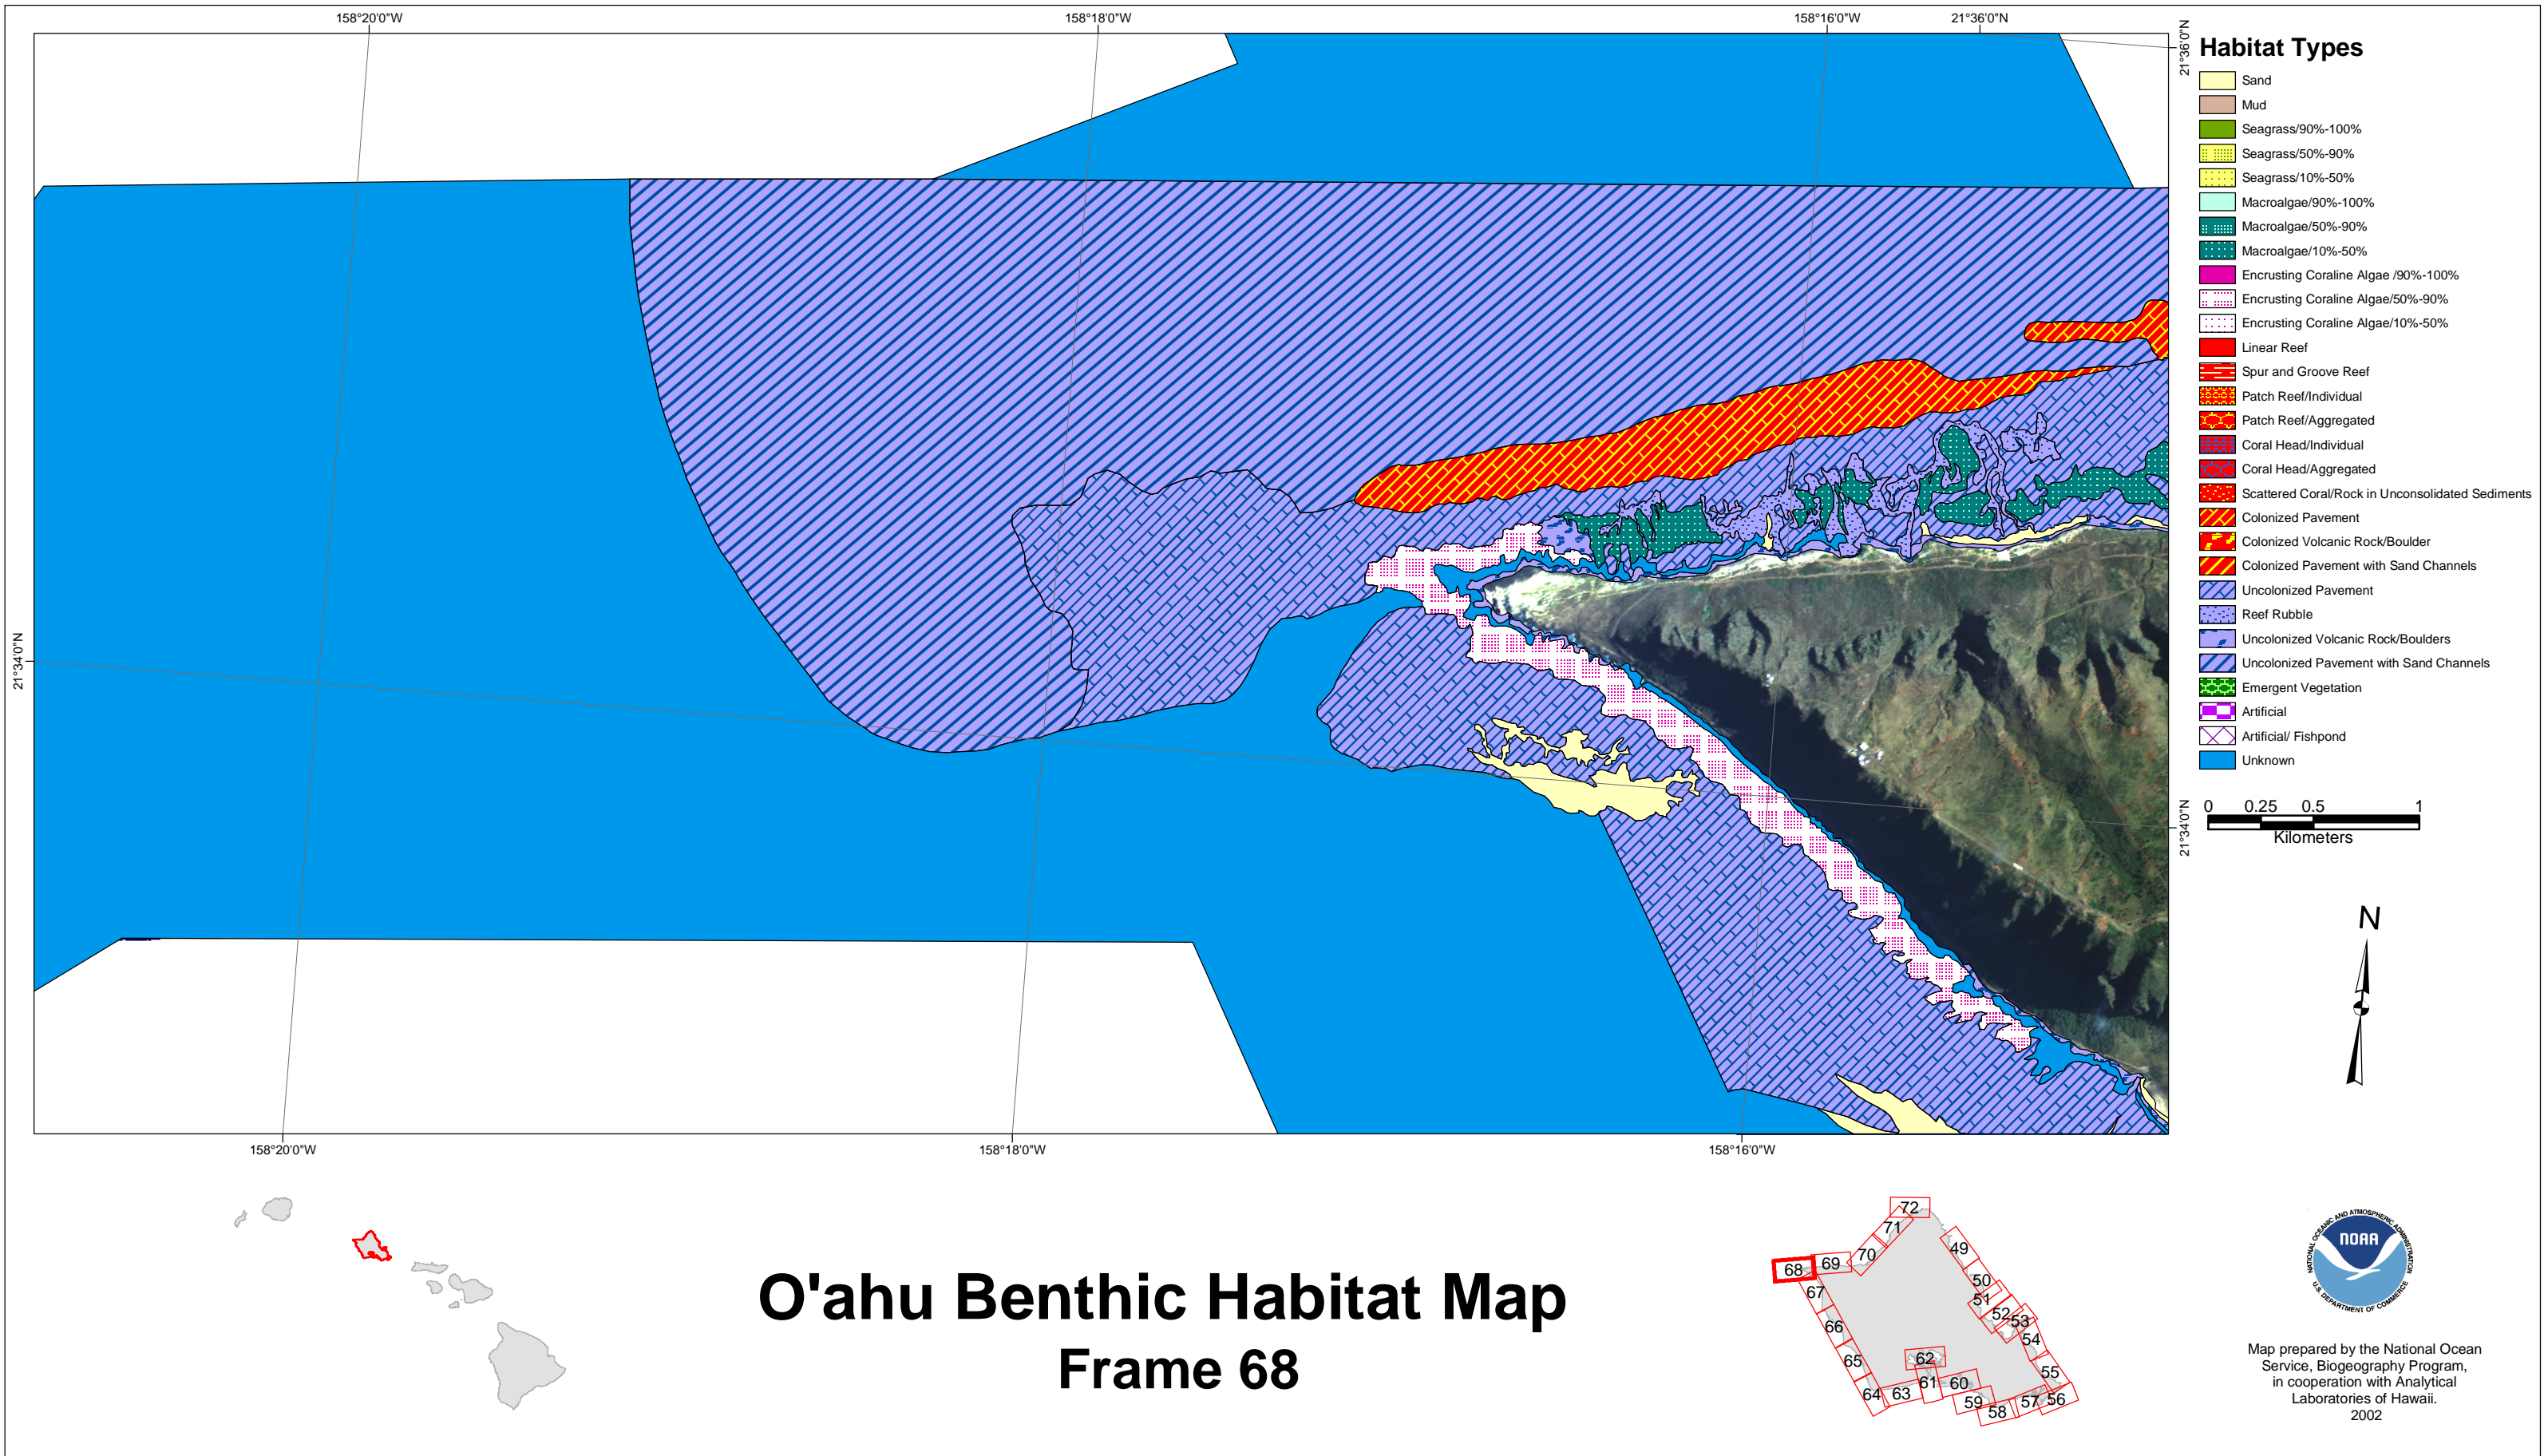 158°20'0"W
158°18'0"W
158°16'0"W
21°36'0"N
21°36'0"N
21°34'0"N
21°34'0"N
158°20'0"W
158°18'0"W
158°16'0"W
Habitat Types
Sand
Mud
Seagrass/90%-100%
Seagrass/50%-90%
Seagrass/10%-50%
Macroalgae/90%-100%
Macroalgae/50%-90%
Macroalgae/10%-50%
Encrusting Coraline Algae /90%-100%
Encrusting Coraline Algae/50%-90%
Encrusting Coraline Algae/10%-50%
Linear Reef
Spur and Groove Reef
Patch Reef/Individual
Patch Reef/Aggregated
Coral Head/Individual
Coral Head/Aggregated
Scattered Coral/Rock in Unconsolidated Sediments
Colonized Pavement
Colonized Volcanic Rock/Boulder
Colonized Pavement with Sand Channels
Uncolonized Pavement
Reef Rubble
Uncolonized Volcanic Rock/Boulders
Uncolonized Pavement with Sand Channels
Emergent Vegetation
Artificial
Artificial/ Fishpond
Unknown
0 0.25 0.5 1
Kilometers
N
O'ahu Benthic Habitat Map
Frame 68
72
71
70
69
68
67
66
65
64
63
62
61
60
59
58
57
56
55
54
53
52
51
50
49
NATIONAL OCEANIC AND ATMOSPHERIC ADMINISTRATION
NOAA
U.S. DEPARTMENT OF COMMERCE
Map prepared by the National Ocean
Service, Biogeography Program,
in cooperation with Analytical
Laboratories of Hawaii.
2002